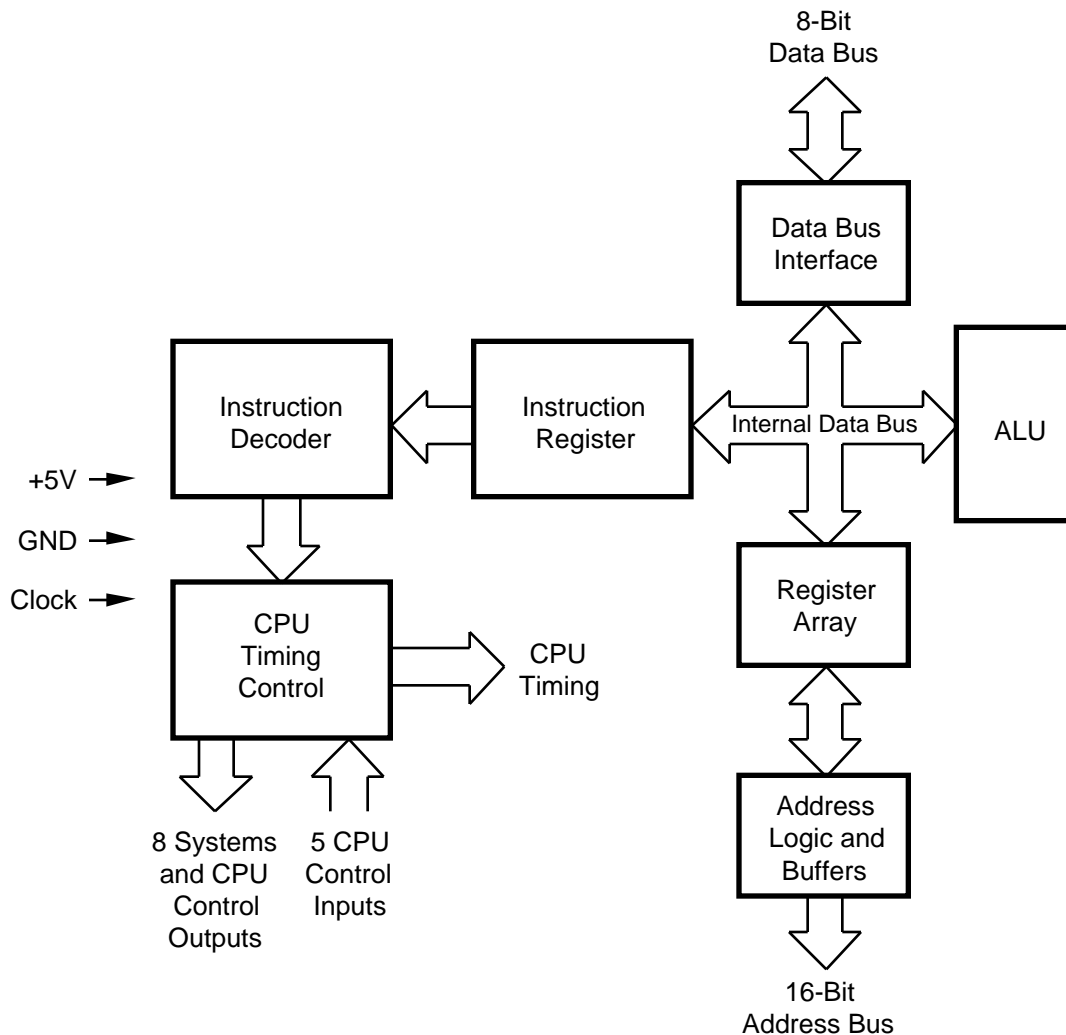 8-Bit
Data Bus
Data Bus
Interface
Instruction
Decoder
Instruction
Register
Internal Data Bus
ALU
+5V
GND
Clock
CPU
Timing
Control
CPU
Timing
Register
Array
8 Systems
and CPU
Control
Outputs
5 CPU
Control
Inputs
Address
Logic and
Buffers
16-Bit
Address Bus